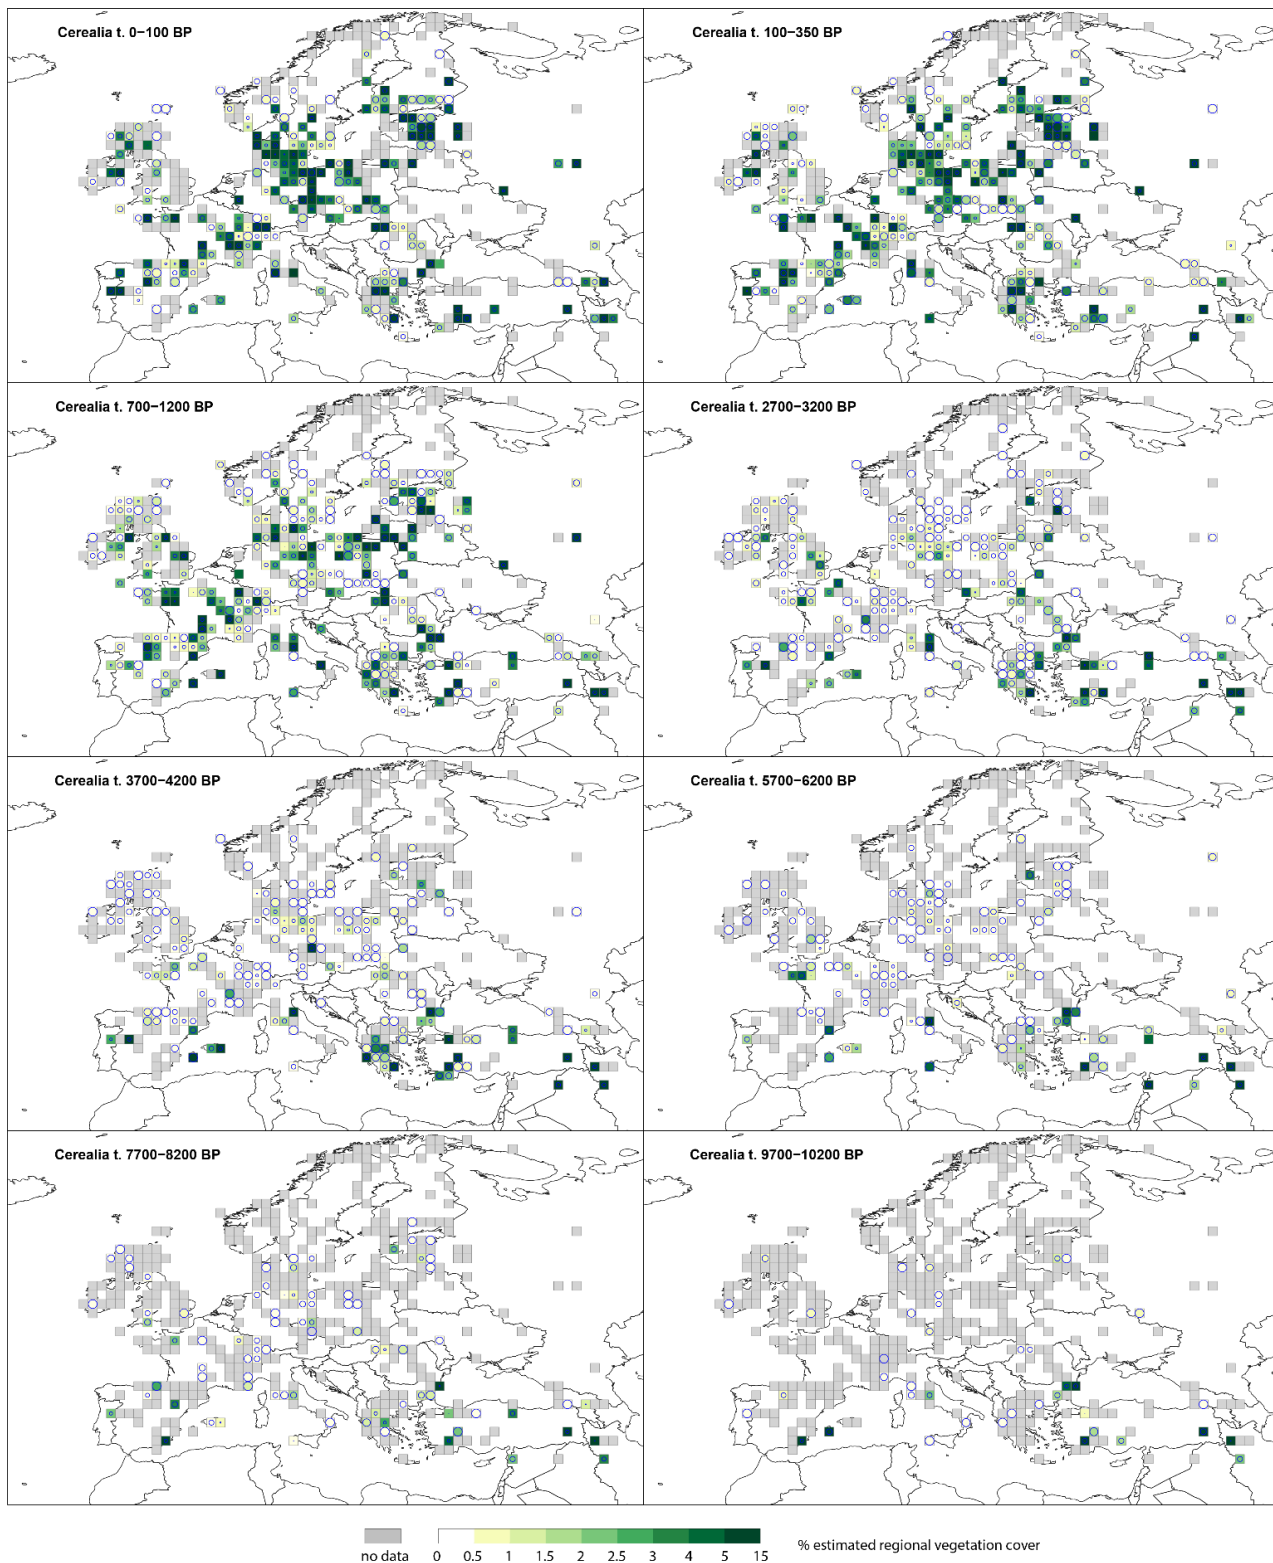 Cerealia t. 0–100 BP
Cerealia t. 100–350 BP
Cerealia t. 700–1200 BP
Cerealia t. 2700–3200 BP
Cerealia t. 3700–4200 BP
Cerealia t. 5700–6200 BP
Cerealia t. 7700–8200 BP
Cerealia t. 9700–10200 BP
no data
0 0.5 1 1.5 2 2.5 3 4 5 15
% estimated regional vegetation cover